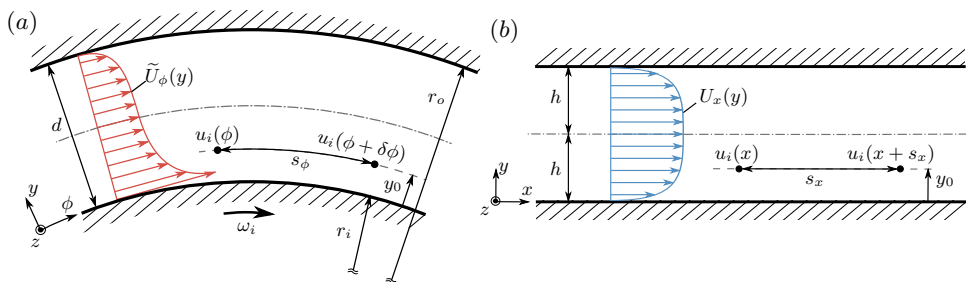 (a)
Ũ_ϕ(y)
d
u_i(ϕ)
u_i(ϕ + δϕ)
s_ϕ
r_o
y_0
y
ϕ
z
ω_i
r_i
(b)
h
U_x(y)
h
u_i(x)
u_i(x + s_x)
s_x
y_0
y
x
z